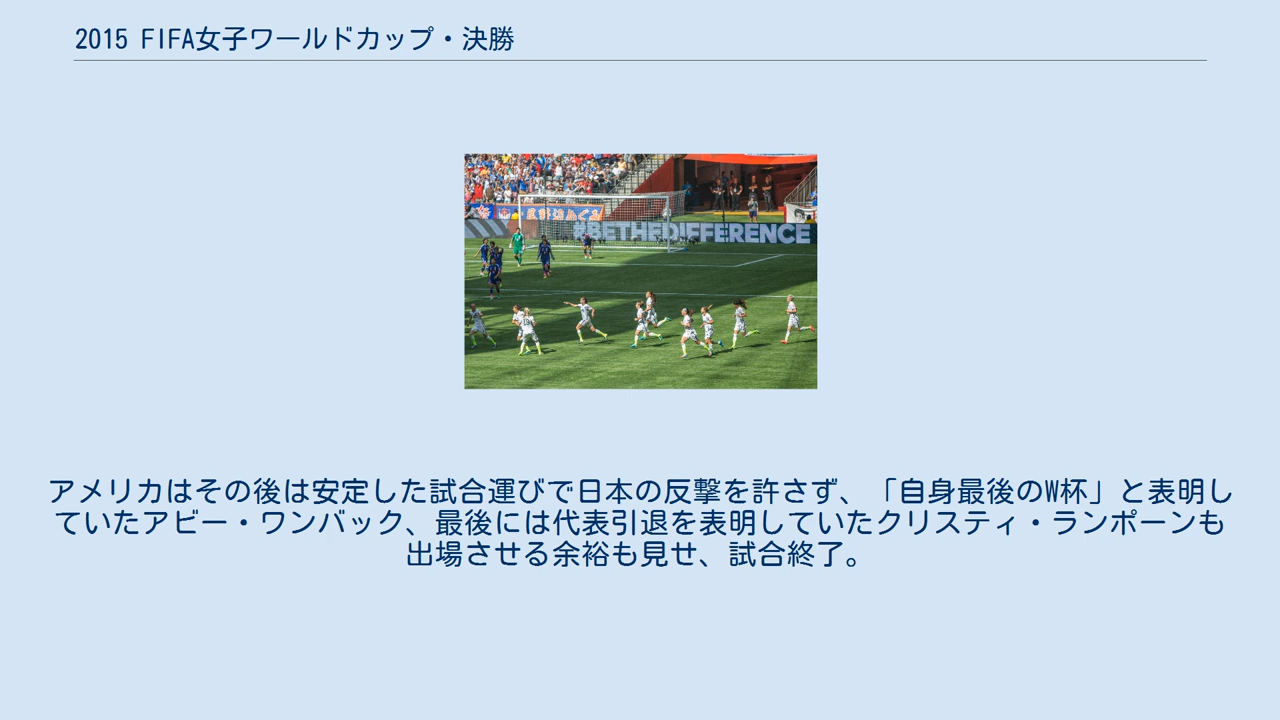 2015 FIFA女子ワールドカップ・決勝
#BETHEDIFFERENCE
アメリカはその後は安定した試合運びで日本の反撃を許さず、「自身最後のW杯」と表明し
ていたアビー・ワンバック、最後には代表引退を表明していたクリスティ・ランポーンも
出場させる余裕も見せ、試合終了。